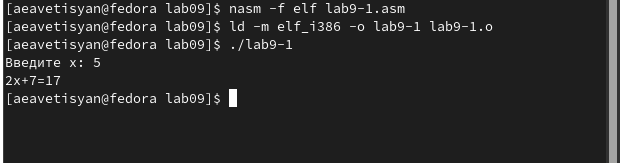 [aeavetisyan@fedora lab09]$ nasm -f elf lab9-1.asm
[aeavetisyan@fedora lab09]$ ld -m elf_i386 -o lab9-1 lab9-1.o
[aeavetisyan@fedora lab09]$ ./lab9-1
Введите x: 5
2x+7=17
[aeavetisyan@fedora lab09]$